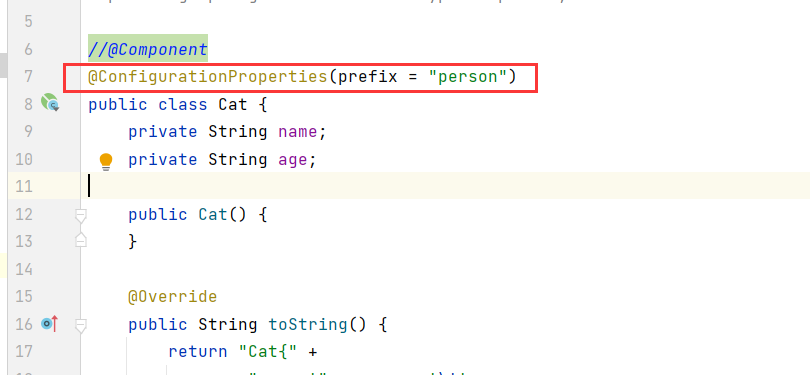 5
6 //@Component
7 @ConfigurationProperties(prefix = "person")
8 public class Cat {
9 private String name;
10 private String age;
11
12 public Cat() {
13 }
14
15 @Override
16 public String toString() {
17 return "Cat{" +